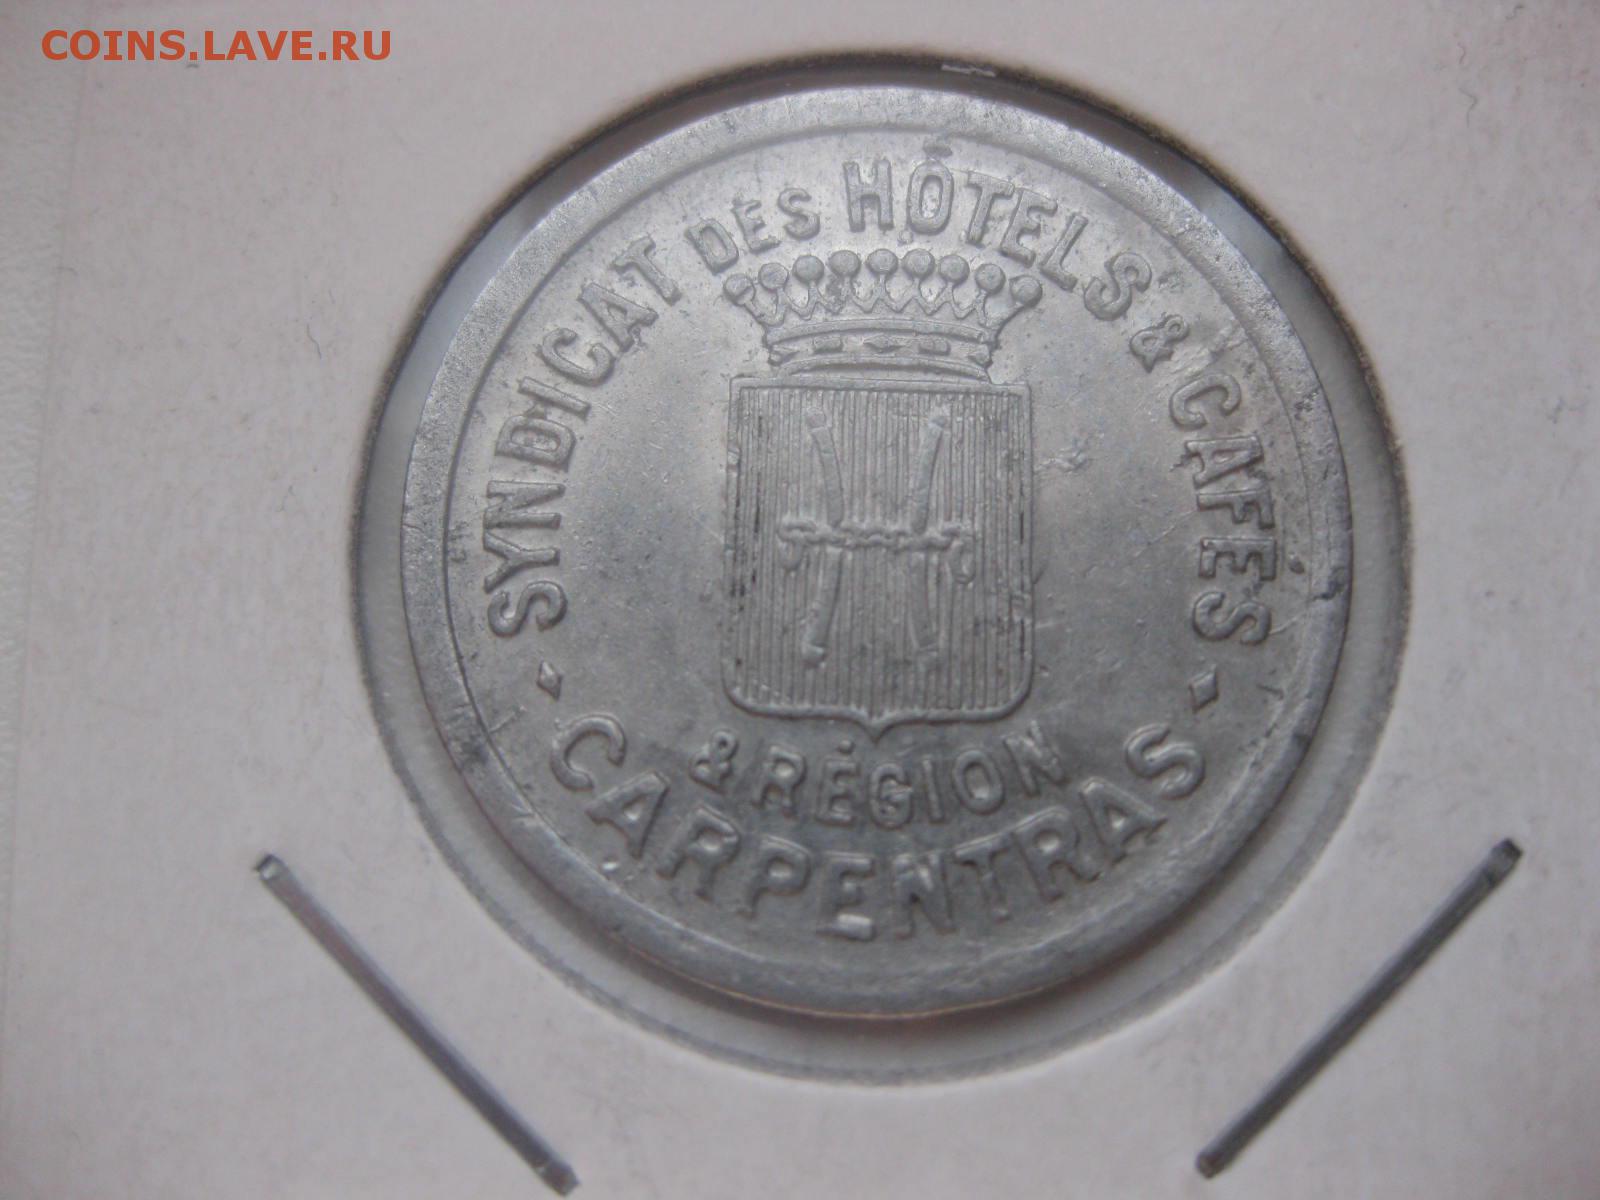 COINS.LAVE.RU
SYNDICAT DES HÔTELS & CAFÉS
& RÉGION
CARPENTRAS